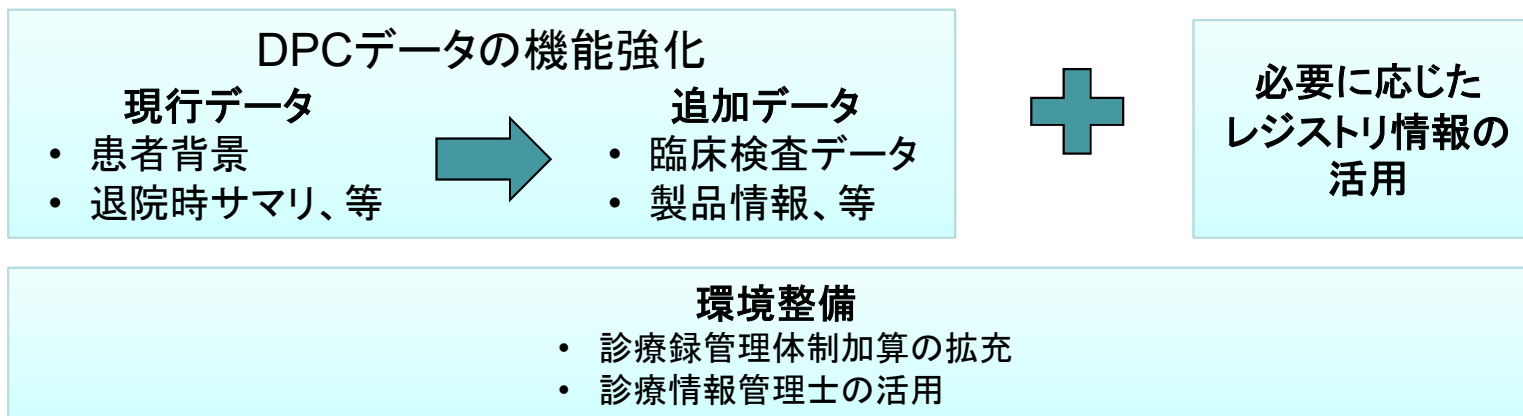 DPCデータの機能強化
現行データ
• 患者背景
• 退院時サマリ、等
追加データ
• 臨床検査データ
• 製品情報、等
必要に応じた
レジストリ情報の
活用
環境整備
• 診療録管理体制加算の拡充
• 診療情報管理士の活用